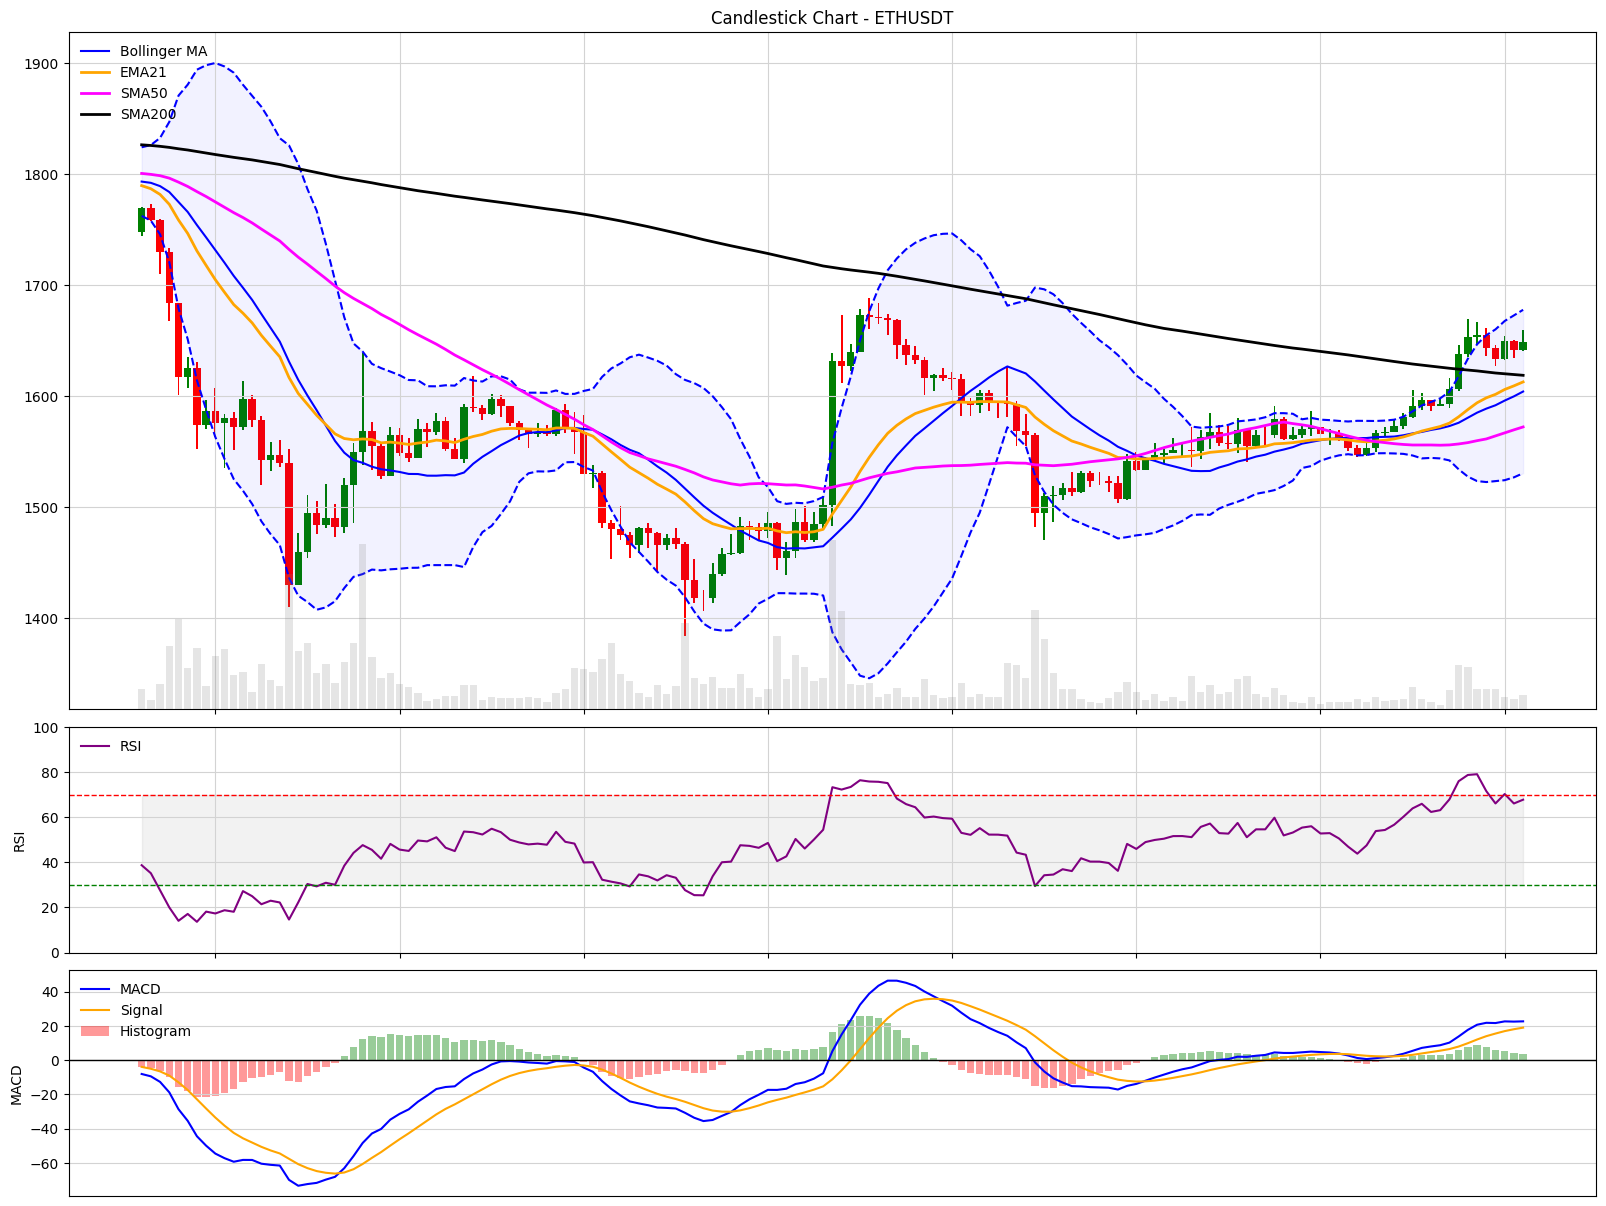 Candlestick Chart - ETHUSDT
Bollinger MA
EMA21
SMA50
SMA200
1900
1800
1700
1600
1500
1400
RSI
100
80
60
40
20
0
RSI
MACD
Signal
Histogram
40
20
0
−20
−40
−60
MACD